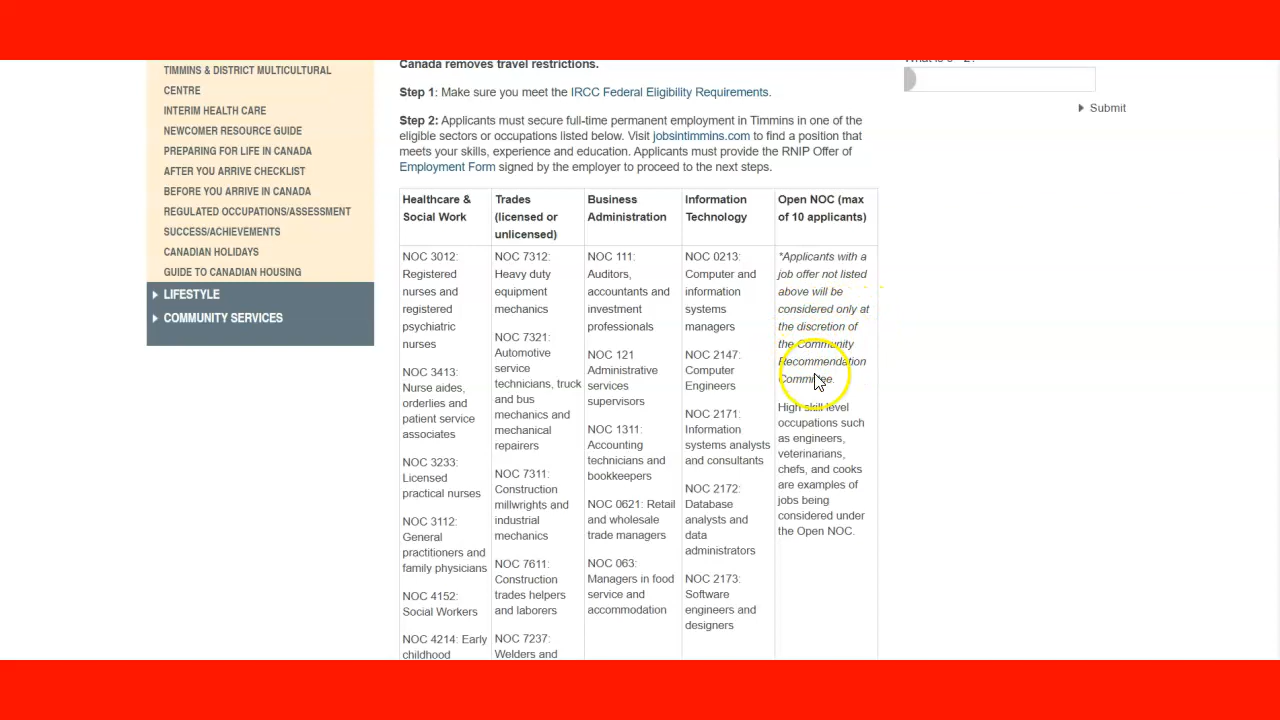 TIMMINS & DISTRICT MULTICULTURAL
CENTRE
INTERIM HEALTH CARE
NEWCOMER RESOURCE GUIDE
PREPARING FOR LIFE IN CANADA
AFTER YOU ARRIVE CHECKLIST
BEFORE YOU ARRIVE IN CANADA
REGULATED OCCUPATIONS/ASSESSMENT
SUCCESS/ACHIEVEMENTS
CANADIAN HOLIDAYS
GUIDE TO CANADIAN HOUSING
LIFESTYLE
COMMUNITY SERVICES
Canada removes travel restrictions.
Step 1: Make sure you meet the IRCC Federal Eligibility Requirements.
Step 2: Applicants must secure full-time permanent employment in Timmins in one of the
eligible sectors or occupations listed below. Visit jobsintimmins.com to find a position that
meets your skills, experience and education. Applicants must provide the RNIP Offer of
Employment Form signed by the employer to proceed to the next steps.
Healthcare &
Social Work
NOC 3012:
Registered
nurses and
registered
psychiatric
nurses
NOC 3413:
Nurse aides,
orderlies and
patient service
associates
NOC 3233:
Licensed
practical nurses
NOC 3112:
General
practitioners and
family physicians
NOC 4152:
Social Workers
NOC 4214: Early
childhood
Trades
(licensed or
unlicensed)
NOC 7312:
Heavy duty
equipment
mechanics
NOC 7321:
Automotive
service
technicians, truck
and bus
mechanics and
mechanical
repairers
NOC 7311:
Construction
millwrights and
industrial
mechanics
NOC 7611:
Construction
trades helpers
and laborers
NOC 7237:
Welders and
Business
Administration
NOC 111:
Auditors,
accountants and
investment
professionals
NOC 121
Administrative
services
supervisors
NOC 1311:
Accounting
technicians and
bookkeepers
NOC 0621: Retail
and wholesale
trade managers
NOC 063:
Managers in food
service and
accommodation
Information
Technology
NOC 0213:
Computer and
information
systems
managers
NOC 2147:
Computer
Engineers
NOC 2171:
Information
systems analysts
and consultants
NOC 2172:
Database
analysts and
data
administrators
NOC 2173:
Software
engineers and
designers
Open NOC (max
of 10 applicants)
*Applicants with a
job offer not listed
above will be
considered only at
the discretion of
the Community
Recommendation
Committee.
High skill level
occupations such
as engineers,
veterinarians,
chefs, and cooks
are examples of
jobs being
considered under
the Open NOC.
Submit